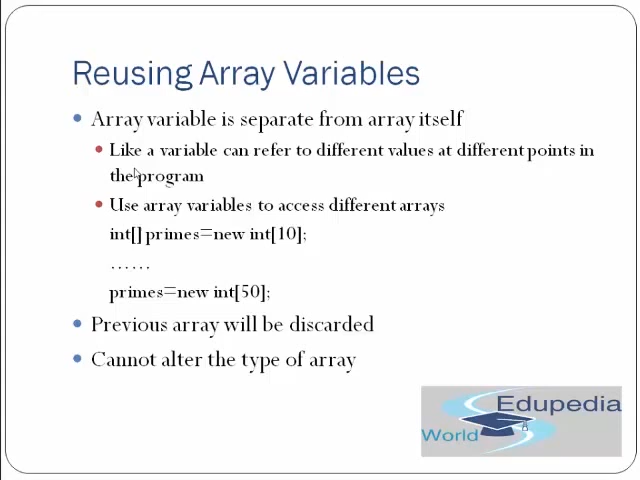 Reusing Array Variables
Array variable is separate from array itself
Like a variable can refer to different values at different points in
the program
Use array variables to access different arrays
int[] primes=new int[10];
……
primes=new int[50];
Previous array will be discarded
Cannot alter the type of array
Edupedia
World